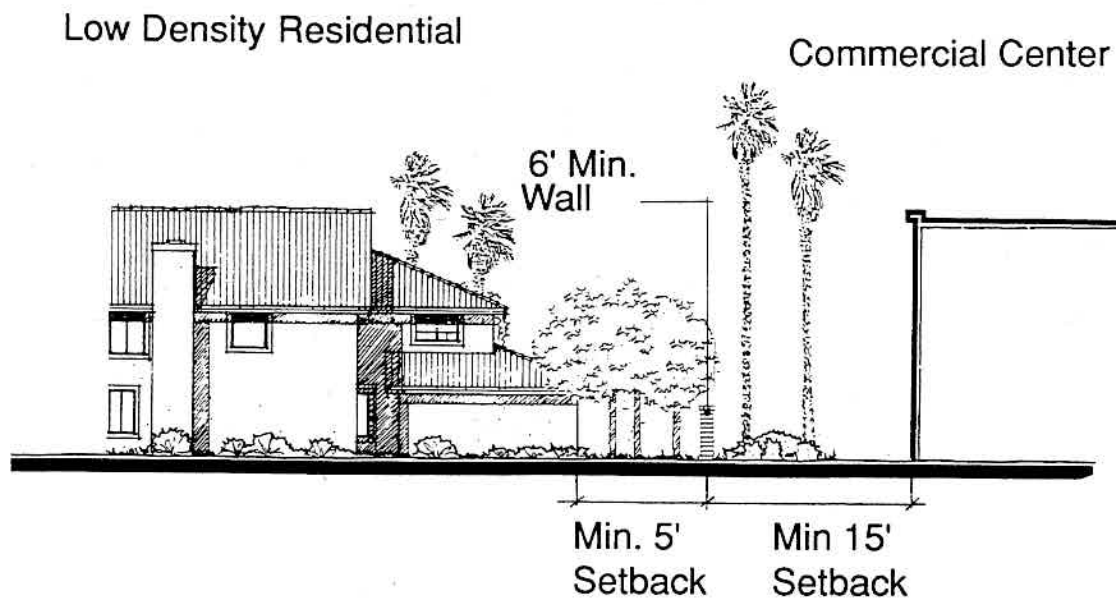 Low Density Residential
Commercial Center
6' Min.
Wall
Min. 5'
Setback
Min 15'
Setback